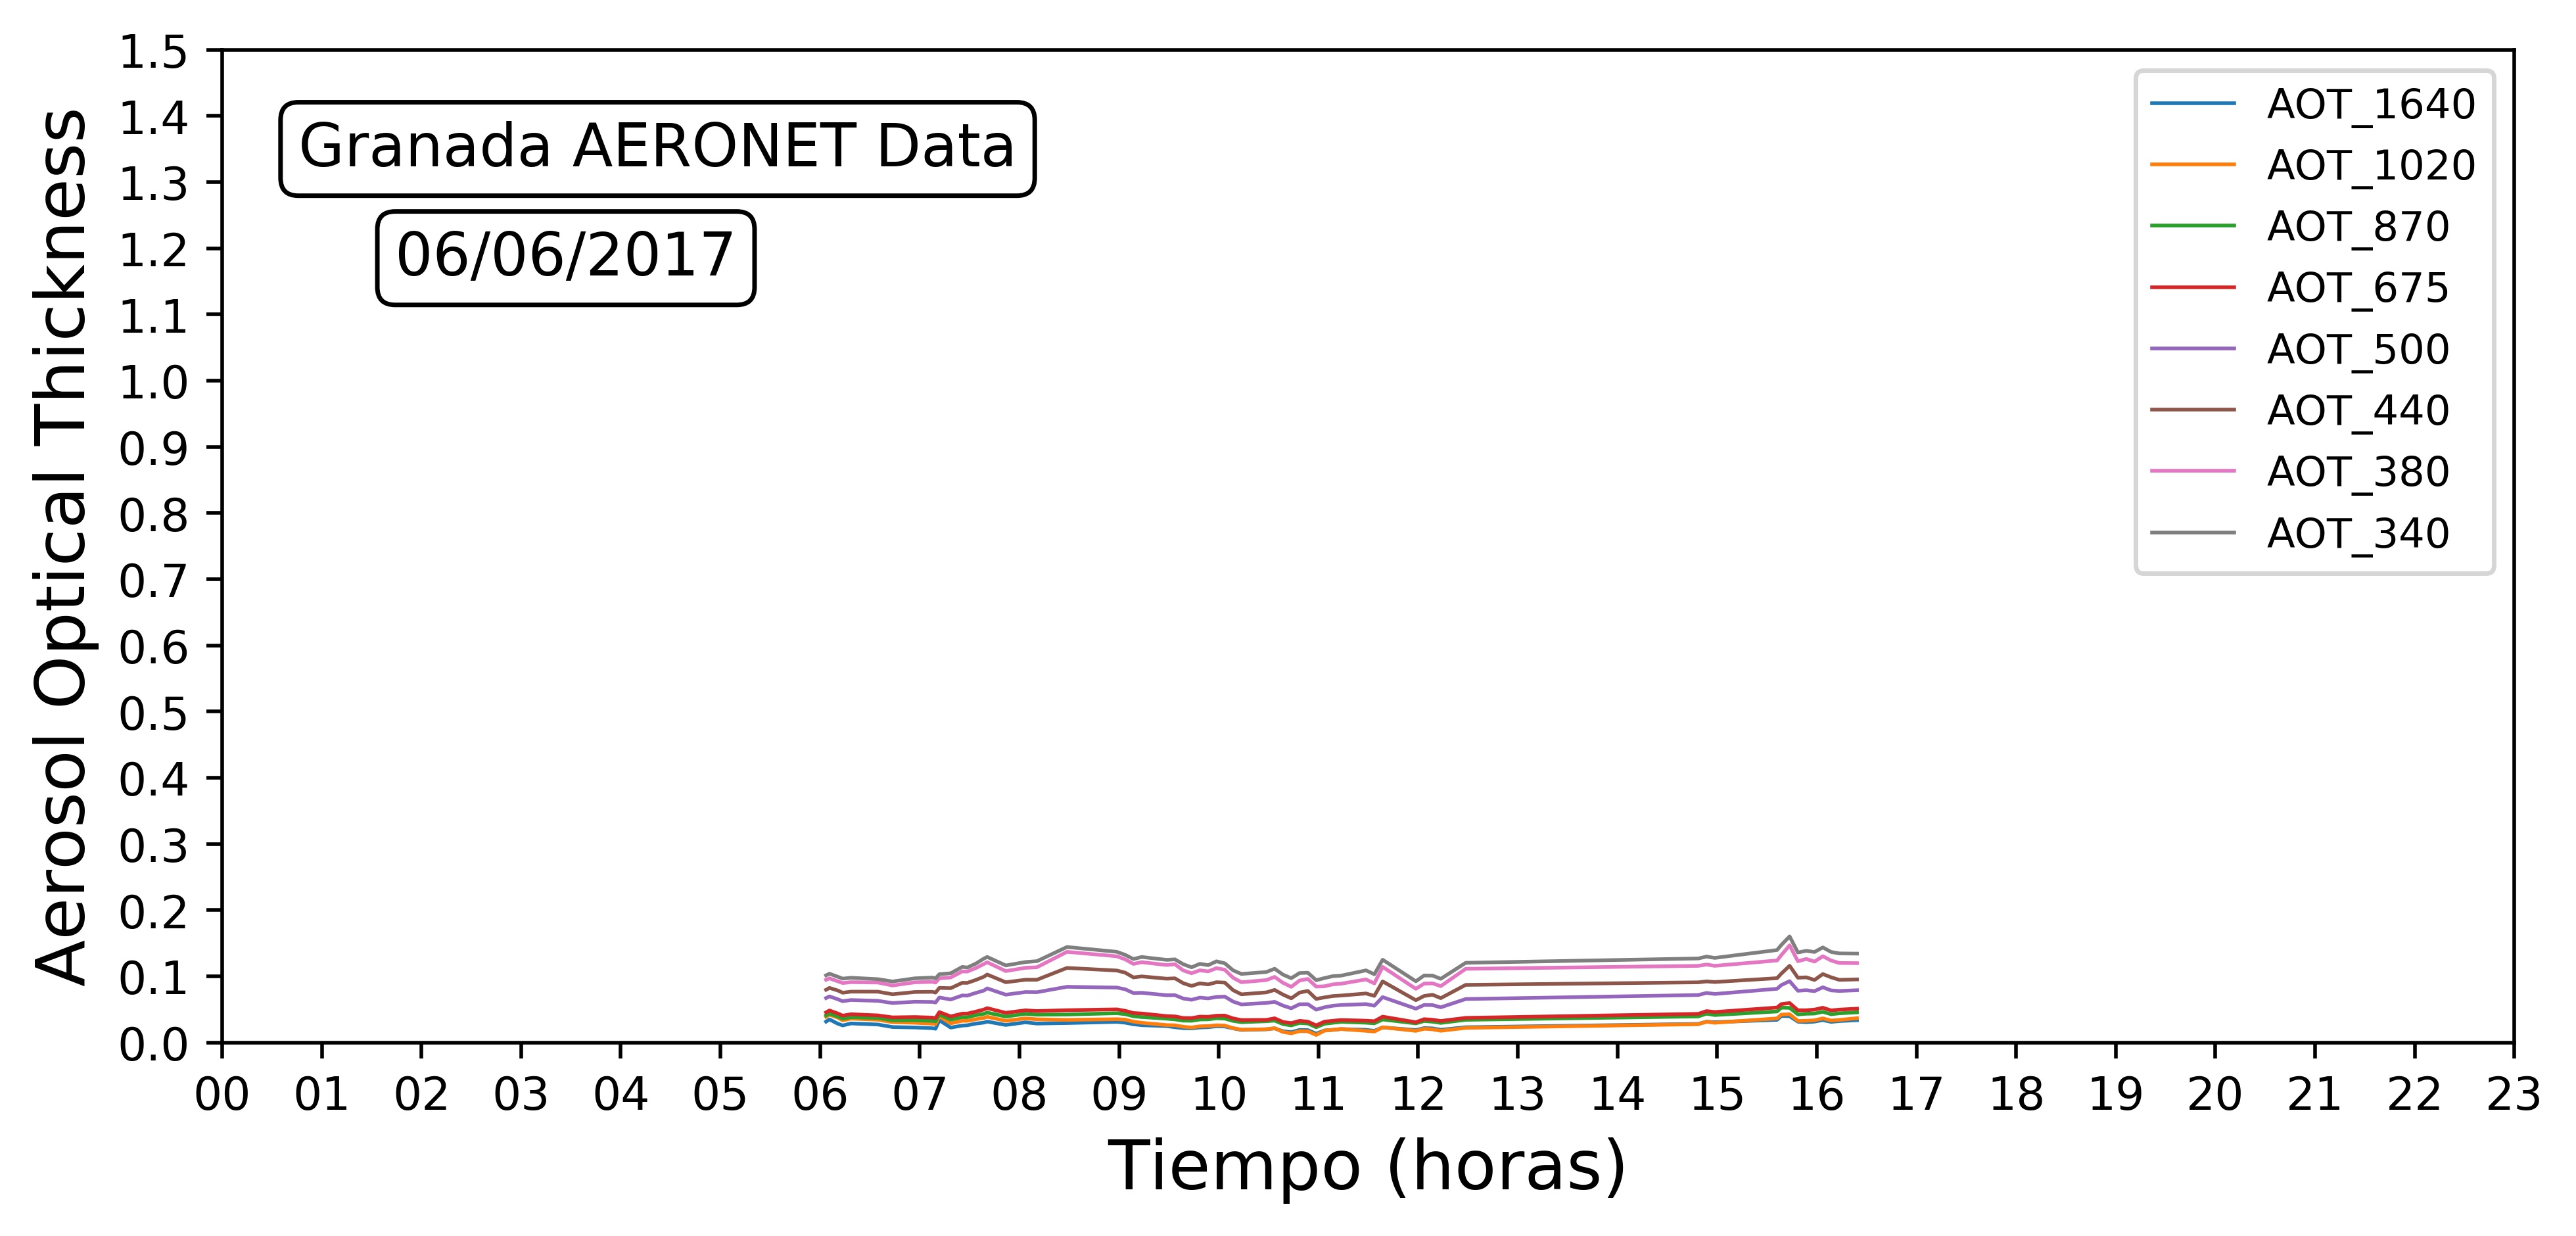 Granada AERONET Data
06/06/2017
AOT_1640
AOT_1020
AOT_870
AOT_675
AOT_500
AOT_440
AOT_380
AOT_340
Aerosol Optical Thickness
1.5
1.4
1.3
1.2
1.1
1.0
0.9
0.8
0.7
0.6
0.5
0.4
0.3
0.2
0.1
0.0
00 01 02 03 04 05 06 07 08 09 10 11 12 13 14 15 16 17 18 19 20 21 22 23
Tiempo (horas)